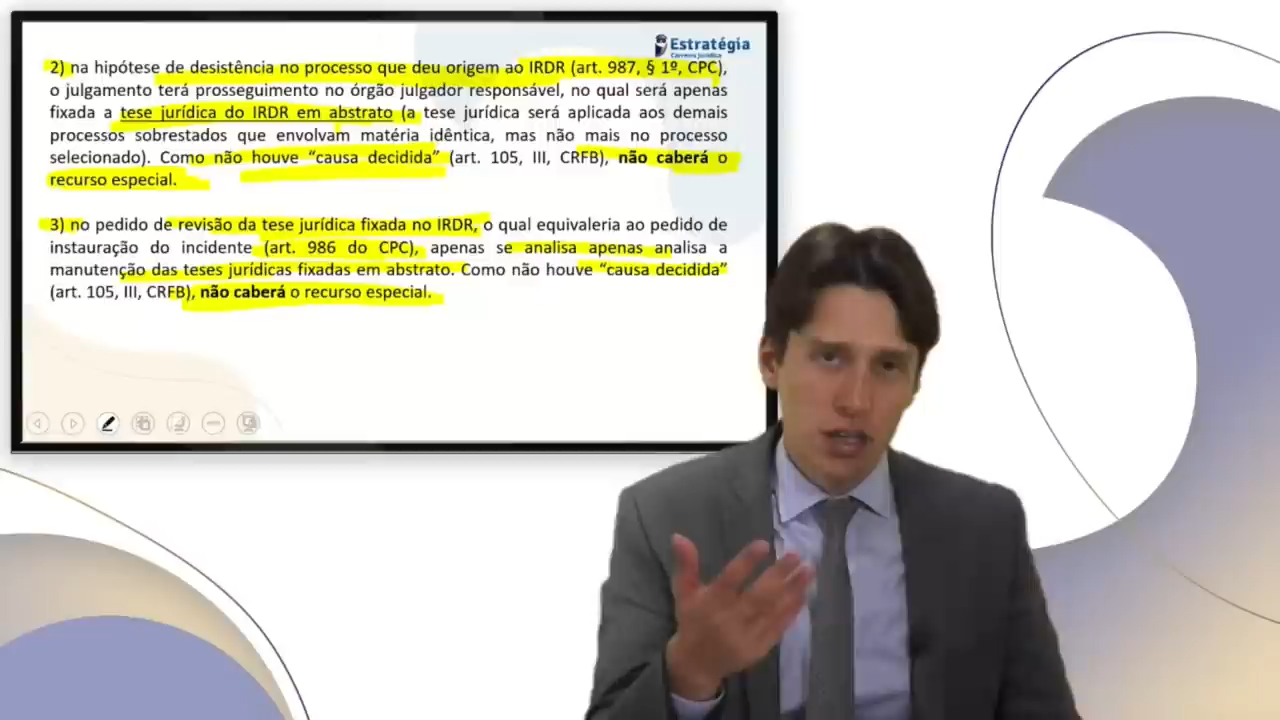 Estratégia
Carreira Jurídica
2) na hipótese de desistência no processo que deu origem ao IRDR (art. 987, § 1º, CPC),
o julgamento terá prosseguimento no órgão julgador responsável, no qual será apenas
fixada a tese jurídica do IRDR em abstrato (a tese jurídica será aplicada aos demais
processos sobrestados que envolvam matéria idêntica, mas não mais no processo
selecionado). Como não houve “causa decidida” (art. 105, III, CRFB), não caberá o
recurso especial.
3) no pedido de revisão da tese jurídica fixada no IRDR, o qual equivaleria ao pedido de
instauração do incidente (art. 986 do CPC), apenas se analisa apenas analisa a
manutenção das teses jurídicas fixadas em abstrato. Como não houve “causa decidida”
(art. 105, III, CRFB), não caberá o recurso especial.